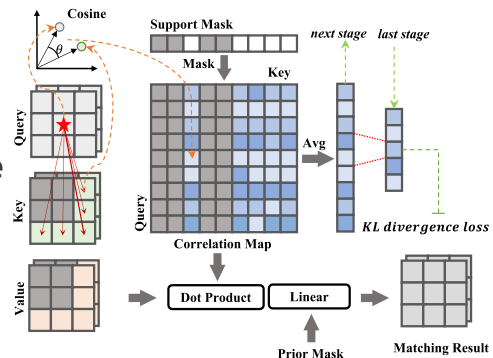 Cosine
θ
Support Mask
Mask
Key
next stage
last stage
Query
Key
Value
Query
Avg
KL divergence loss
Correlation Map
Dot Product
Linear
Prior Mask
Matching Result